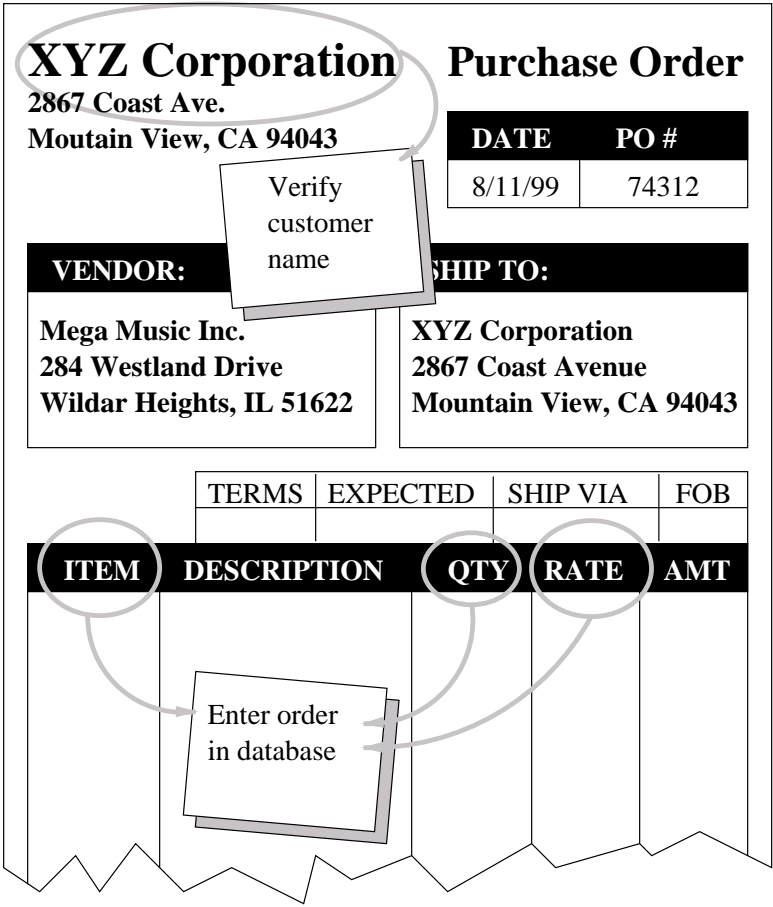 XYZ Corporation
2867 Coast Ave.
Moutain View, CA 94043
Purchase Order
DATE PO #
8/11/99 74312
Verify
customer
name
VENDOR:
Mega Music Inc.
284 Westland Drive
Wildar Heights, IL 51622
SHIP TO:
XYZ Corporation
2867 Coast Avenue
Mountain View, CA 94043
TERMS EXPECTED SHIP VIA FOB
ITEM DESCRIPTION QTY RATE AMT
Enter order
in database